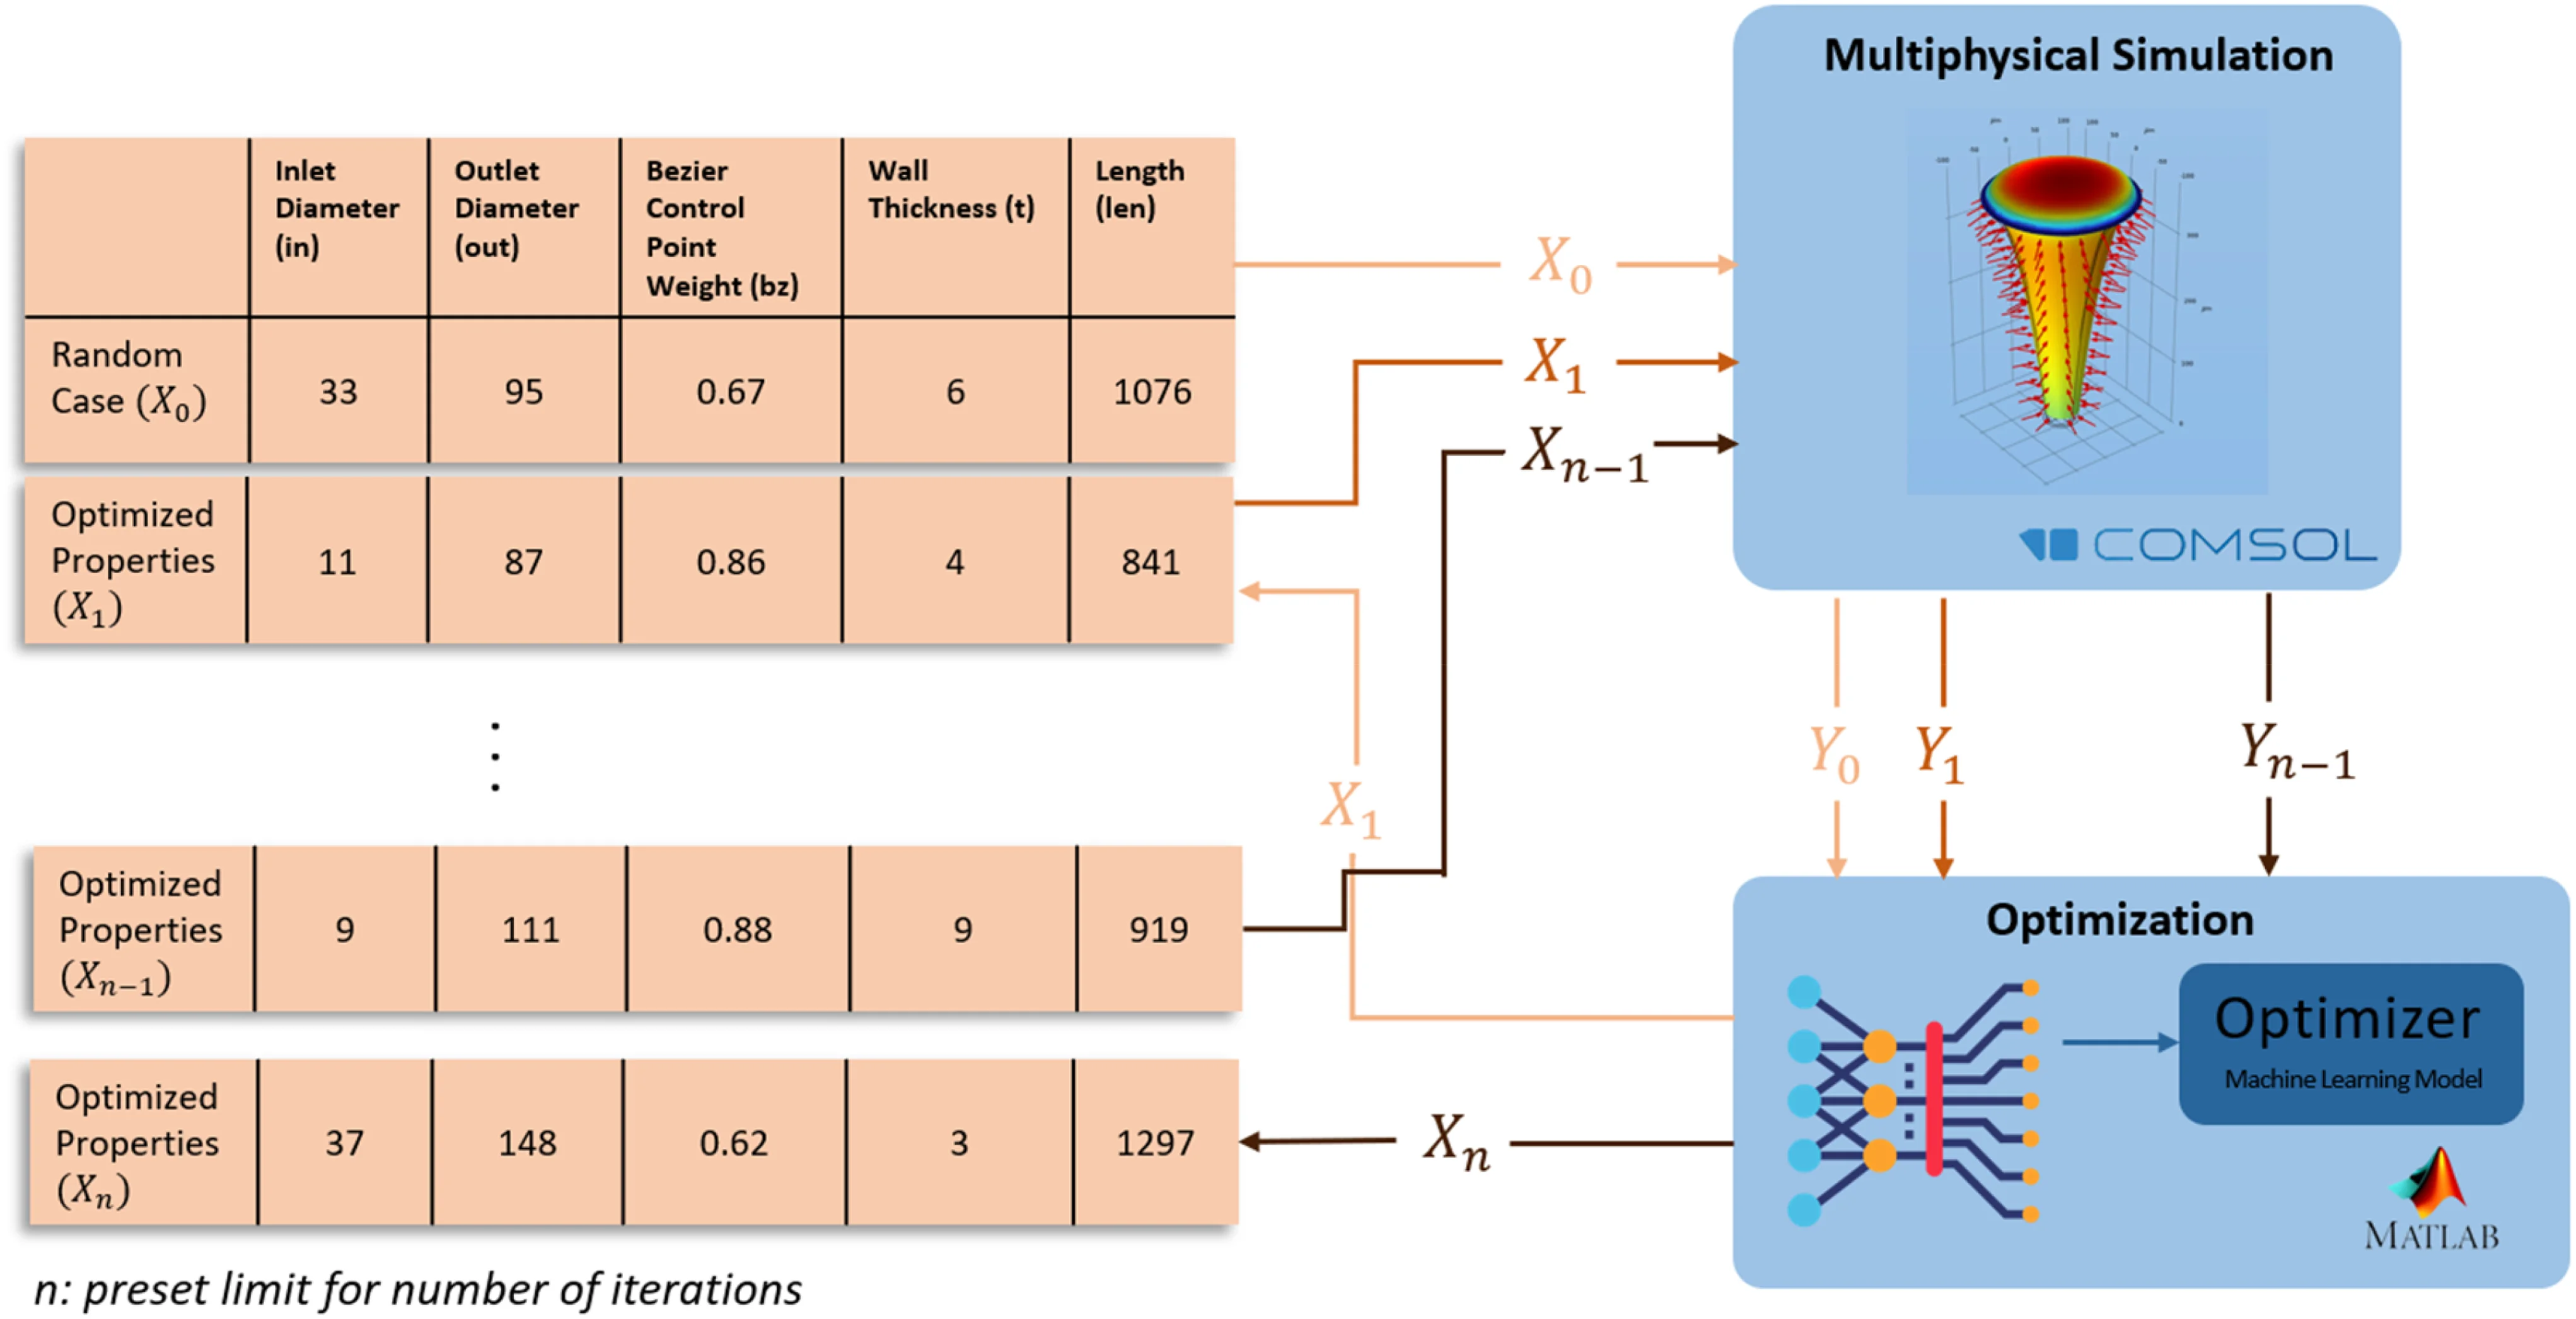 Multiphysical Simulation
Inlet
Diameter
(in)
Outlet
Diameter
(out)
Bezier
Control
Point
Weight (bz)
Wall
Thickness (t)
Length
(len)
Random
Case (X₀)
33
95
0.67
6
1076
Optimized
Properties
(X₁)
11
87
0.86
4
841
⋮
Optimized
Properties
(Xₙ₋₁)
9
111
0.88
9
919
Optimized
Properties
(Xₙ)
37
148
0.62
3
1297
n: preset limit for number of iterations
X₀
X₁
Xₙ₋₁
X₁
Xₙ
COMSOL
Y₀
Y₁
Yₙ₋₁
Optimization
Optimizer
Machine Learning Model
MATLAB